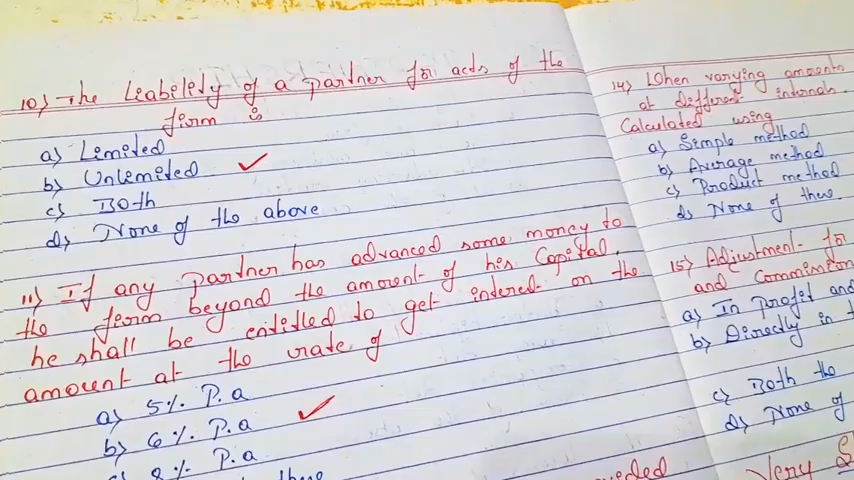 10) The Leabelety of a partner for acts of the
firm is
a) Limited
b) Unlemited ✓
c) Both
d) None of the above
11) If any partner has advanced some money to
the firm beyond the amount of his Capital.
he shall be entitled to get interest on the
amount at the rate of
a) 5% P.a
b) 6% P.a ✓
c) 8% P.a
14) When varying amounts
at different intervals.
Calculated using
a) Simple method
b) Average method
c) Product method
d) None of these.
15) Adjustment for
and Commission
a) In profit and
b) Directly in t
c) Both the
d) None of
Very S